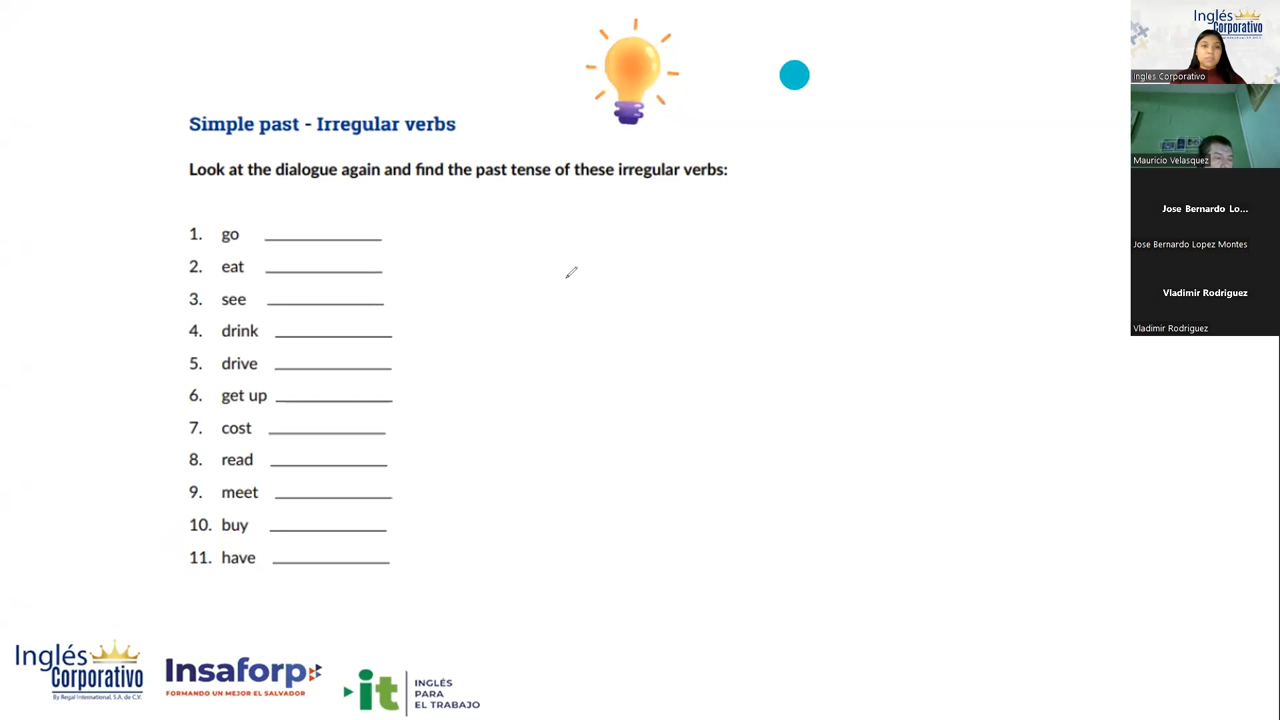 Simple past - Irregular verbs
Look at the dialogue again and find the past tense of these irregular verbs:
1. go
2. eat
3. see
4. drink
5. drive
6. get up
7. cost
8. read
9. meet
10. buy
11. have
Inglés
Corporativo
By Regal International, S.A. de C.V.
Insaforp
FORMANDO UN MEJOR EL SALVADOR
it
INGLÉS
PARA
EL TRABAJO
Inglés
Corporativo
Ingles Corporativo
Mauricio Velasquez
Jose Bernardo Lo...
Jose Bernardo Lopez Montes
Vladimir Rodriguez
Vladimir Rodriguez